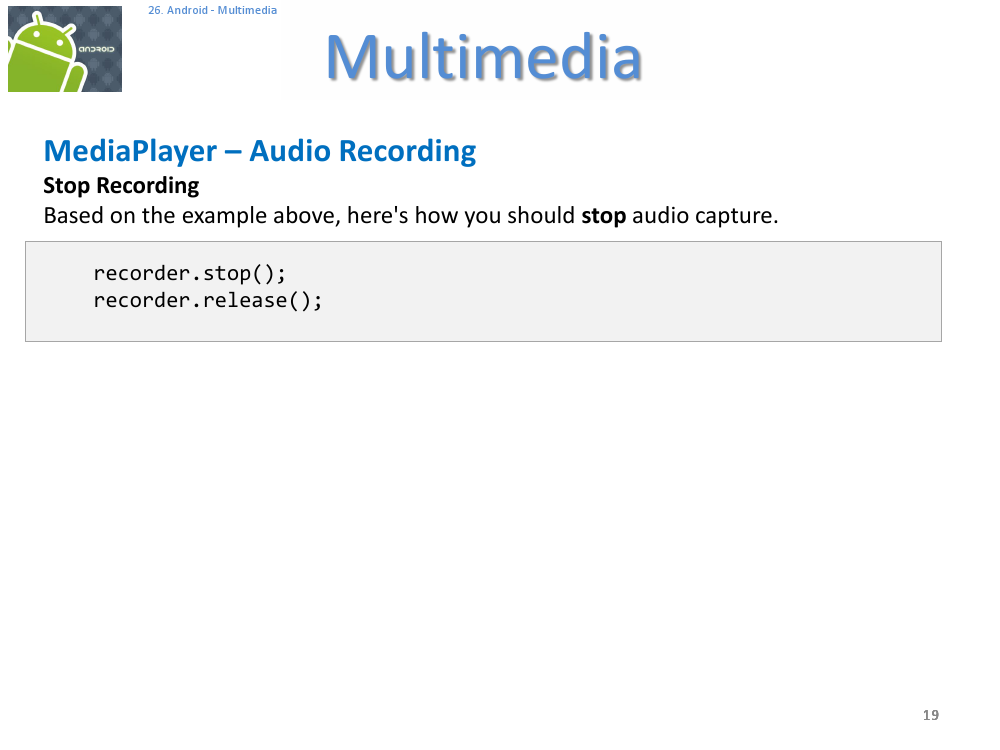 26. Android - Multimedia
ANDROID
Multimedia
MediaPlayer – Audio Recording
Stop Recording
Based on the example above, here's how you should stop audio capture.
recorder.stop();
recorder.release();
19